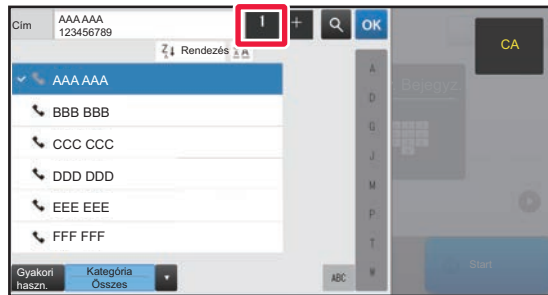 Cím AAA AAA 1 + OK
123456789
CA
Rendezés
AAA AAA
BBB BBB
CCC CCC
DDD DDD
EEE EEE
FFF FFF
A
D
G
J
M
P
T
W
Bejegyz.
Start
Gyakori haszn.
Kategória
Összes
ABC